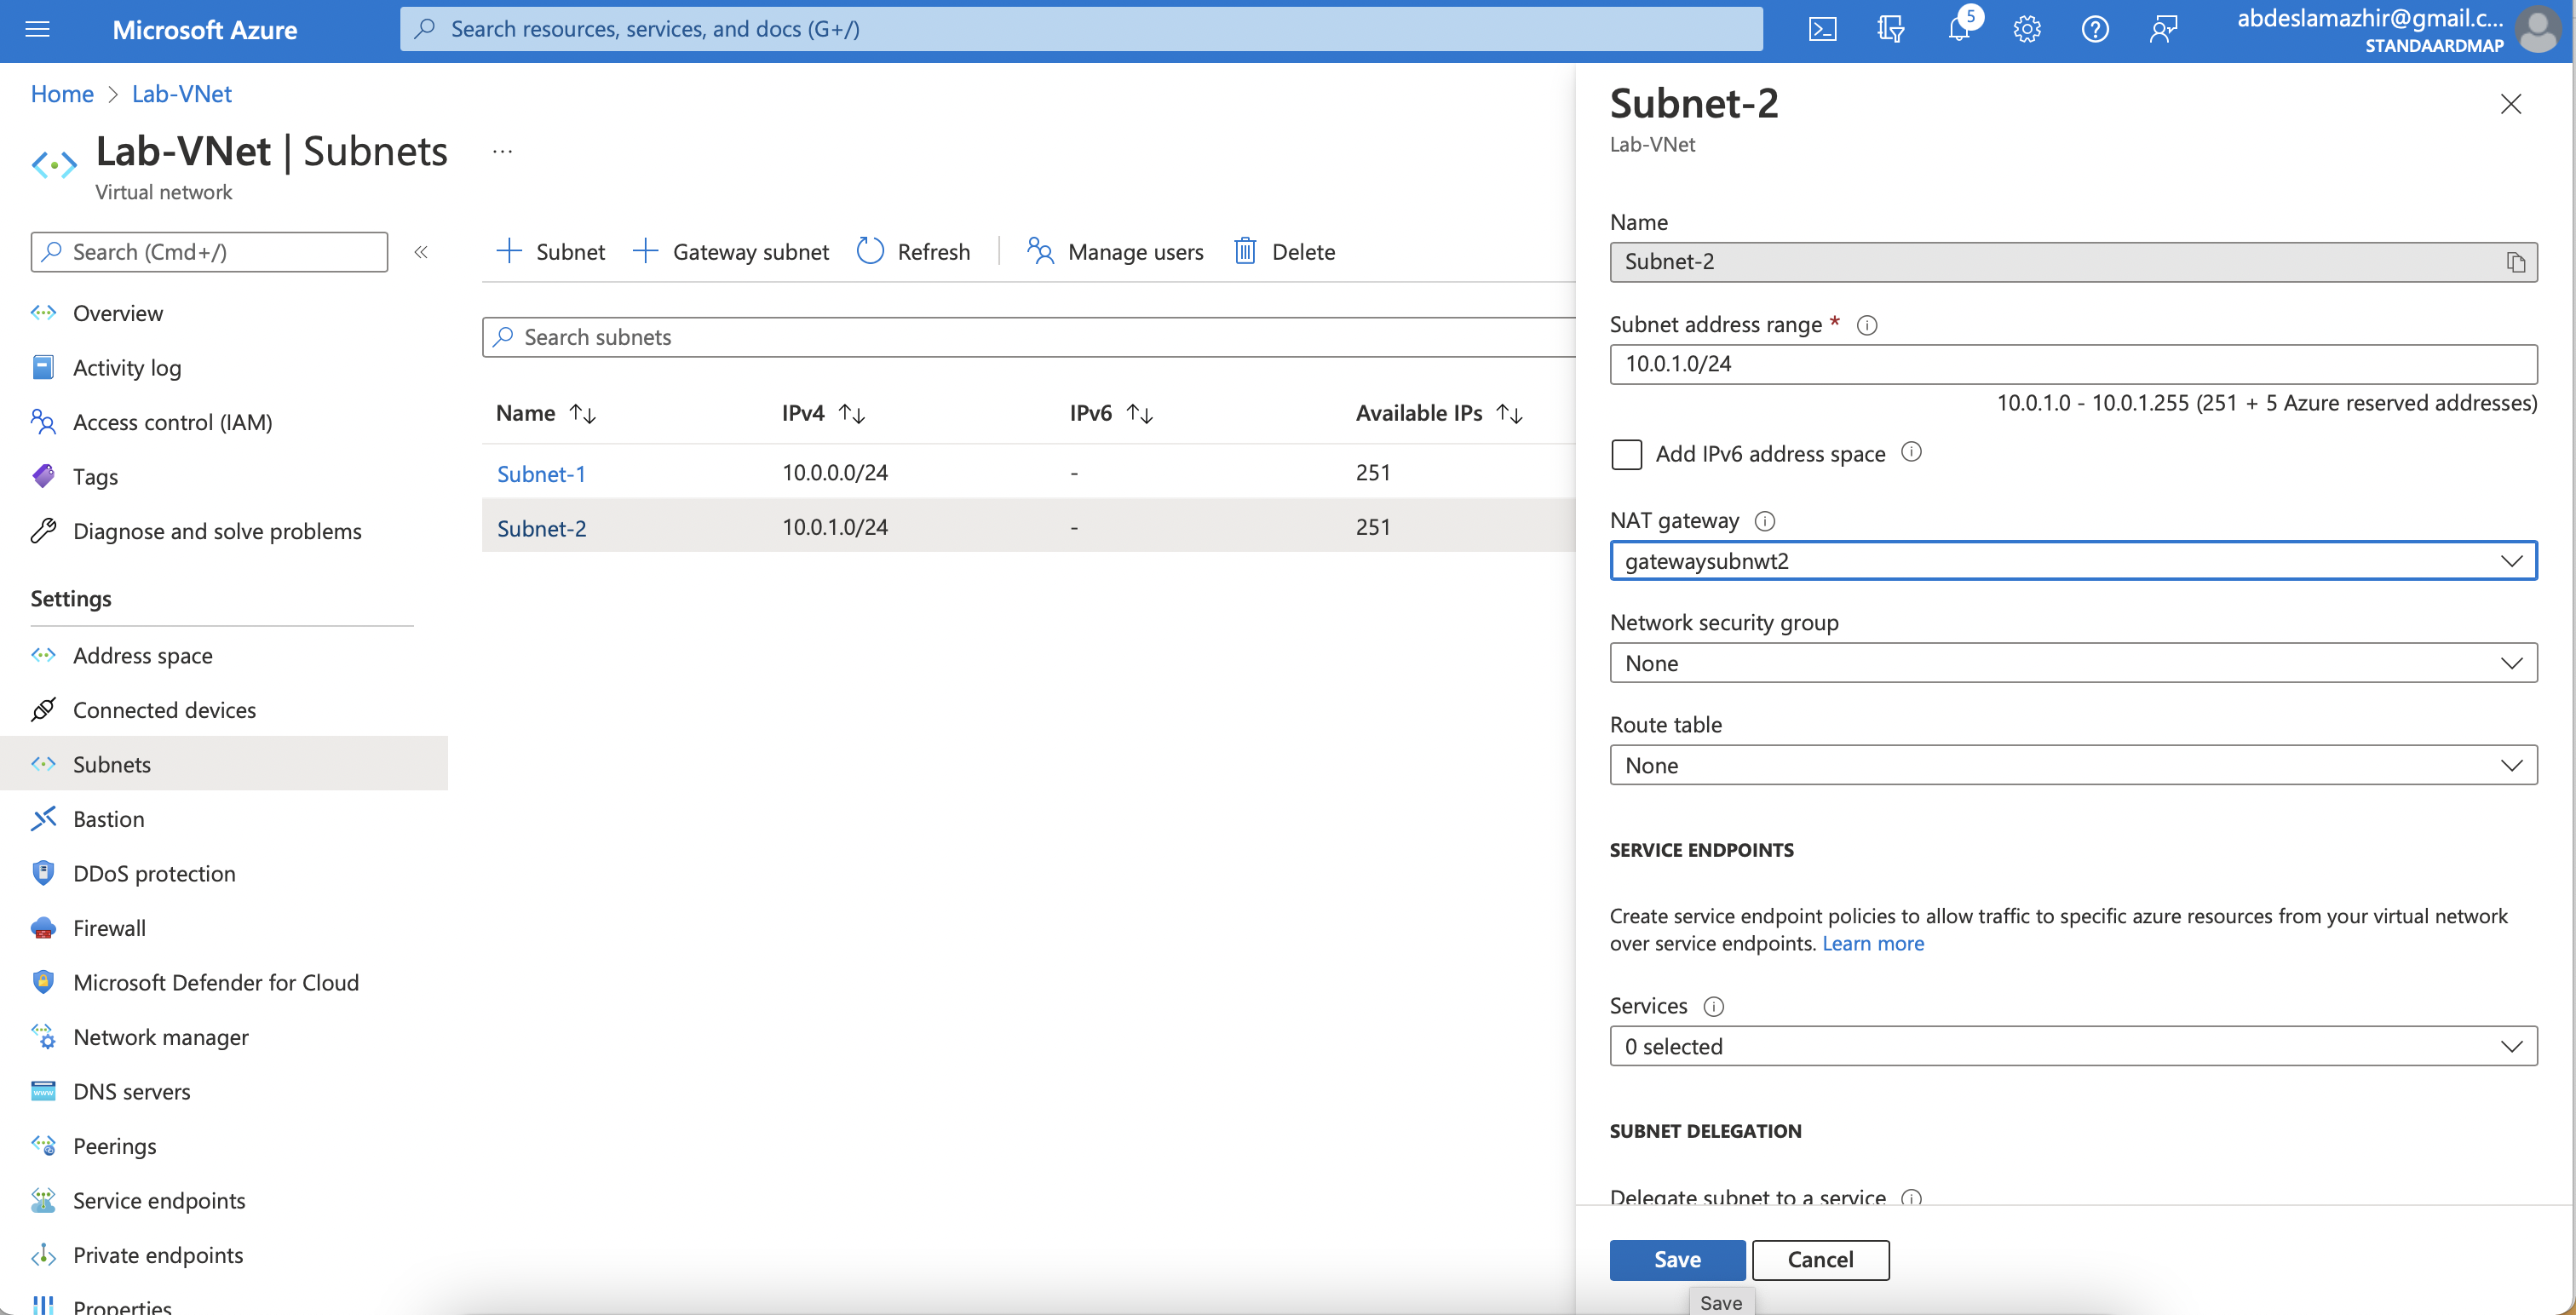 Microsoft Azure
Search resources, services, and docs (G+/)
5
abdeslamazhir@gmail.c...
STANDAARDMAP
Home > Lab-VNet
Lab-VNet | Subnets ...
Virtual network
Search (Cmd+/)
«
Overview
Activity log
Access control (IAM)
Tags
Diagnose and solve problems
Settings
Address space
Connected devices
Subnets
Bastion
DDoS protection
Firewall
Microsoft Defender for Cloud
Network manager
DNS servers
Peerings
Service endpoints
Private endpoints
Properties
+ Subnet + Gateway subnet Refresh Manage users Delete
Search subnets
Name ↑↓ IPv4 ↑↓ IPv6 ↑↓ Available IPs ↑↓
Subnet-1 10.0.0.0/24 - 251
Subnet-2 10.0.1.0/24 - 251
Subnet-2
Lab-VNet
Name
Subnet-2
Subnet address range *
10.0.1.0/24
10.0.1.0 - 10.0.1.255 (251 + 5 Azure reserved addresses)
Add IPv6 address space
NAT gateway
gatewaysubnwt2
Network security group
None
Route table
None
SERVICE ENDPOINTS
Create service endpoint policies to allow traffic to specific azure resources from your virtual network
over service endpoints. Learn more
Services
0 selected
SUBNET DELEGATION
Delegate subnet to a service
Save Cancel
Save